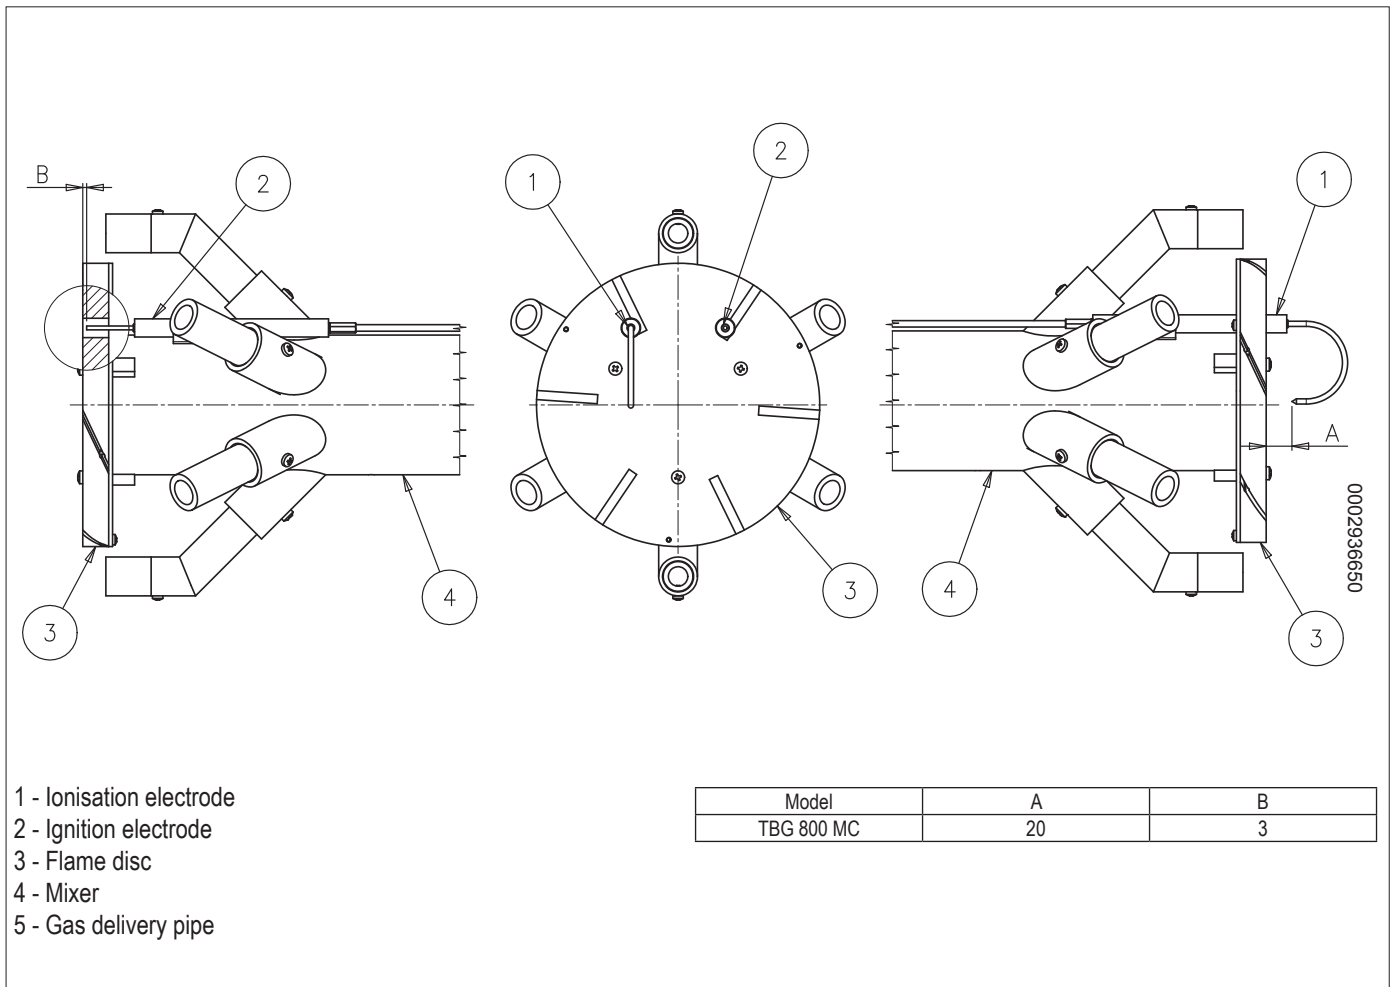 B
2
1
2
1
A
3
4
3
4
3
0002936650
1 - Ionisation electrode
2 - Ignition electrode
3 - Flame disc
4 - Mixer
5 - Gas delivery pipe
Model A B
TBG 800 MC 20 3